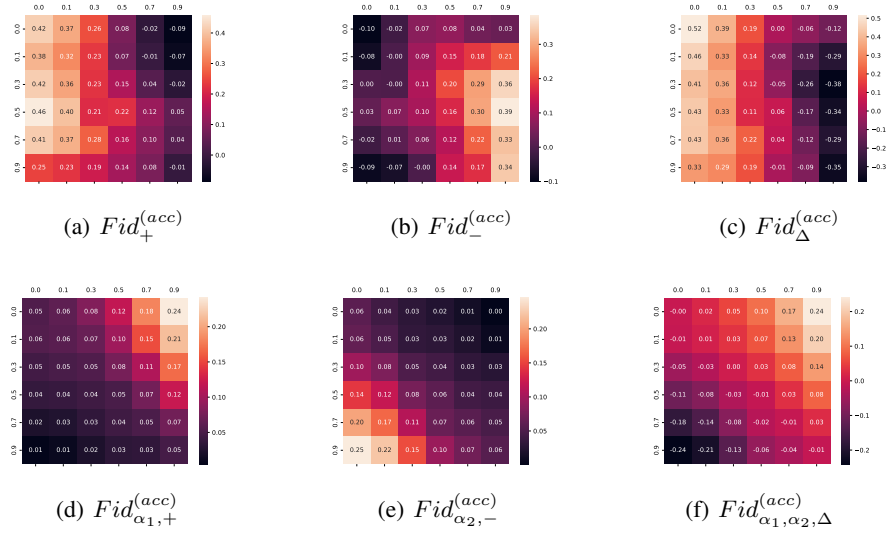 0.0 0.1 0.3 0.5 0.7 0.9
0.0 0.42 0.37 0.26 0.08 -0.02 -0.09
0.1 0.38 0.32 0.23 0.07 -0.01 -0.07
0.3 0.42 0.36 0.23 0.15 0.04 -0.02
0.5 0.46 0.40 0.21 0.22 0.12 0.05
0.7 0.41 0.37 0.28 0.16 0.10 0.04
0.9 0.25 0.23 0.19 0.14 0.08 -0.01
0.4
0.3
0.2
0.1
0.0
(a) Fid_+^{(acc)}
0.0 0.1 0.3 0.5 0.7 0.9
0.0 -0.10 -0.02 0.07 0.08 0.04 0.03
0.1 -0.08 -0.00 0.09 0.15 0.15 0.21
0.3 0.00 -0.00 0.11 0.20 0.29 0.36
0.5 0.03 0.07 0.10 0.16 0.30 0.39
0.7 -0.02 0.01 0.06 0.12 0.22 0.33
0.9 -0.09 -0.07 -0.00 0.14 0.17 0.34
0.3
0.2
0.1
0.0
-0.1
(b) Fid_-^{(acc)}
0.0 0.1 0.3 0.5 0.7 0.9
0.0 0.52 0.39 0.19 0.00 -0.06 -0.12
0.1 0.46 0.33 0.14 -0.08 -0.16 -0.29
0.3 0.41 0.36 0.12 -0.05 -0.26 -0.38
0.5 0.43 0.33 0.11 0.06 -0.17 -0.34
0.7 0.43 0.36 0.22 0.04 -0.12 -0.29
0.9 0.33 0.29 0.19 -0.01 -0.09 -0.35
0.5
0.4
0.3
0.2
0.1
0.0
-0.1
-0.2
-0.3
(c) Fid_Δ^{(acc)}
0.0 0.1 0.3 0.5 0.7 0.9
0.0 0.05 0.06 0.08 0.12 0.18 0.24
0.1 0.06 0.06 0.07 0.10 0.15 0.21
0.3 0.05 0.05 0.06 0.08 0.11 0.17
0.5 0.04 0.04 0.04 0.05 0.07 0.12
0.7 0.02 0.03 0.03 0.04 0.05 0.07
0.9 0.01 0.01 0.02 0.03 0.03 0.05
0.20
0.15
0.10
0.05
(d) Fid_{α_1,+}^{(acc)}
0.0 0.1 0.3 0.5 0.7 0.9
0.0 0.06 0.04 0.03 0.02 0.01 0.00
0.1 0.06 0.05 0.04 0.03 0.02 0.01
0.3 0.10 0.08 0.05 0.04 0.03 0.02
0.5 0.14 0.12 0.08 0.06 0.04 0.03
0.7 0.20 0.17 0.11 0.07 0.06 0.05
0.9 0.25 0.22 0.15 0.10 0.07 0.06
0.20
0.15
0.10
0.05
(e) Fid_{α_2,-}^{(acc)}
0.0 0.1 0.3 0.5 0.7 0.9
0.0 -0.00 0.02 0.05 0.10 0.17 0.24
0.1 -0.01 0.01 0.03 0.07 0.13 0.20
0.3 -0.05 -0.03 0.00 0.03 0.08 0.14
0.5 -0.11 -0.08 -0.03 -0.01 0.03 0.08
0.7 -0.18 -0.14 -0.08 -0.02 -0.01 0.03
0.9 -0.24 -0.21 -0.13 -0.06 -0.04 -0.01
0.2
0.1
0.0
-0.1
-0.2
(f) Fid_{α_1,α_2,Δ}^{(acc)}